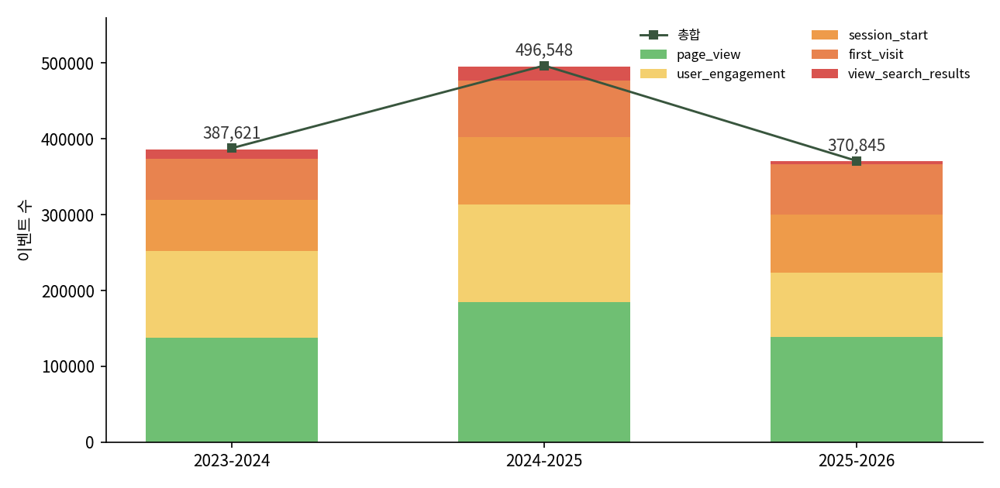 총합
page_view
user_engagement
session_start
first_visit
view_search_results
이벤트 수
500000
400000
300000
200000
100000
0
387,621
496,548
370,845
2023-2024
2024-2025
2025-2026